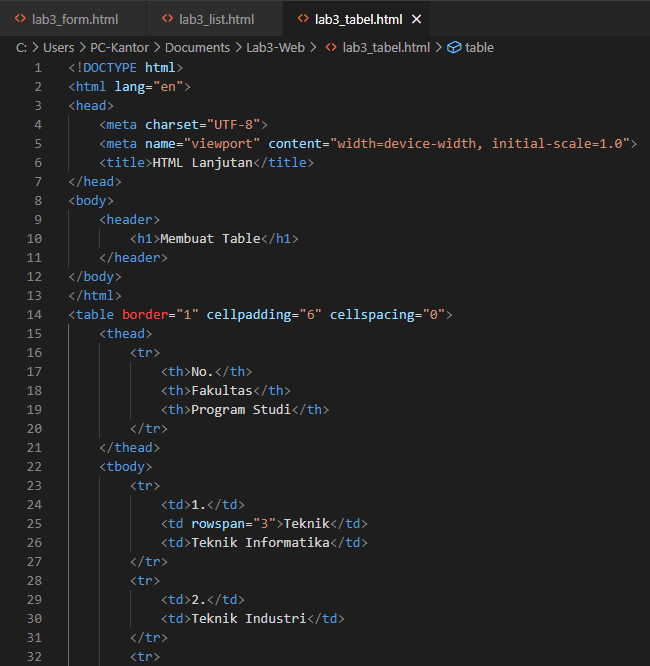 lab3_form.html lab3_list.html lab3_tabel.html
C: > Users > PC-Kantor > Documents > Lab3-Web > lab3_tabel.html > table
1 <!DOCTYPE html>
2 <html lang="en">
3 <head>
4     <meta charset="UTF-8">
5     <meta name="viewport" content="width=device-width, initial-scale=1.0">
6     <title>HTML Lanjutan</title>
7 </head>
8 <body>
9     <header>
10         <h1>Membuat Table</h1>
11     </header>
12 </body>
13 </html>
14 <table border="1" cellpadding="6" cellspacing="0">
15     <thead>
16         <tr>
17             <th>No.</th>
18             <th>Fakultas</th>
19             <th>Program Studi</th>
20         </tr>
21     </thead>
22     <tbody>
23         <tr>
24             <td>1.</td>
25             <td rowspan="3">Teknik</td>
26             <td>Teknik Informatika</td>
27         </tr>
28         <tr>
29             <td>2.</td>
30             <td>Teknik Industri</td>
31         </tr>
32         <tr>